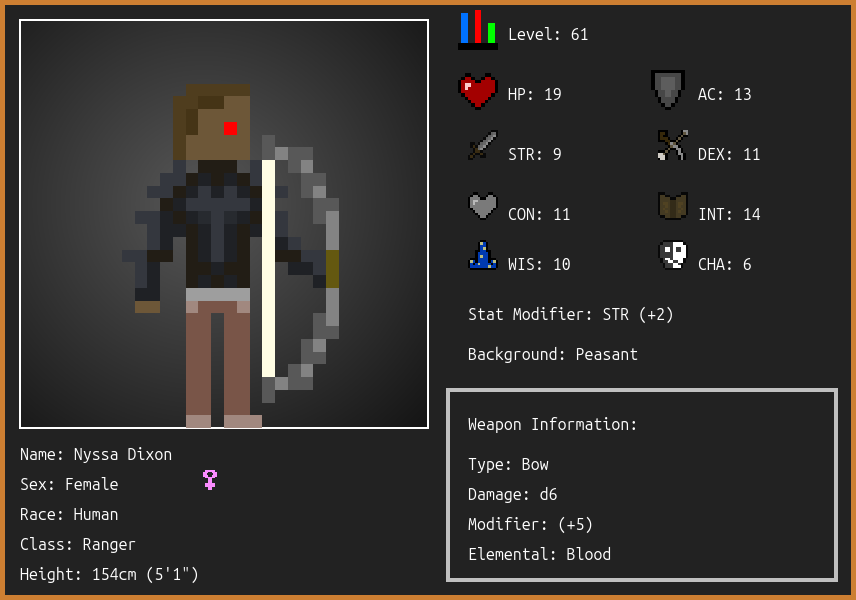 Level: 61
HP: 19
AC: 13
STR: 9
DEX: 11
CON: 11
INT: 14
WIS: 10
CHA: 6
Stat Modifier: STR (+2)
Background: Peasant
Weapon Information:
Type: Bow
Damage: d6
Modifier: (+5)
Elemental: Blood
Name: Nyssa Dixon
Sex: Female
Race: Human
Class: Ranger
Height: 154cm (5'1")